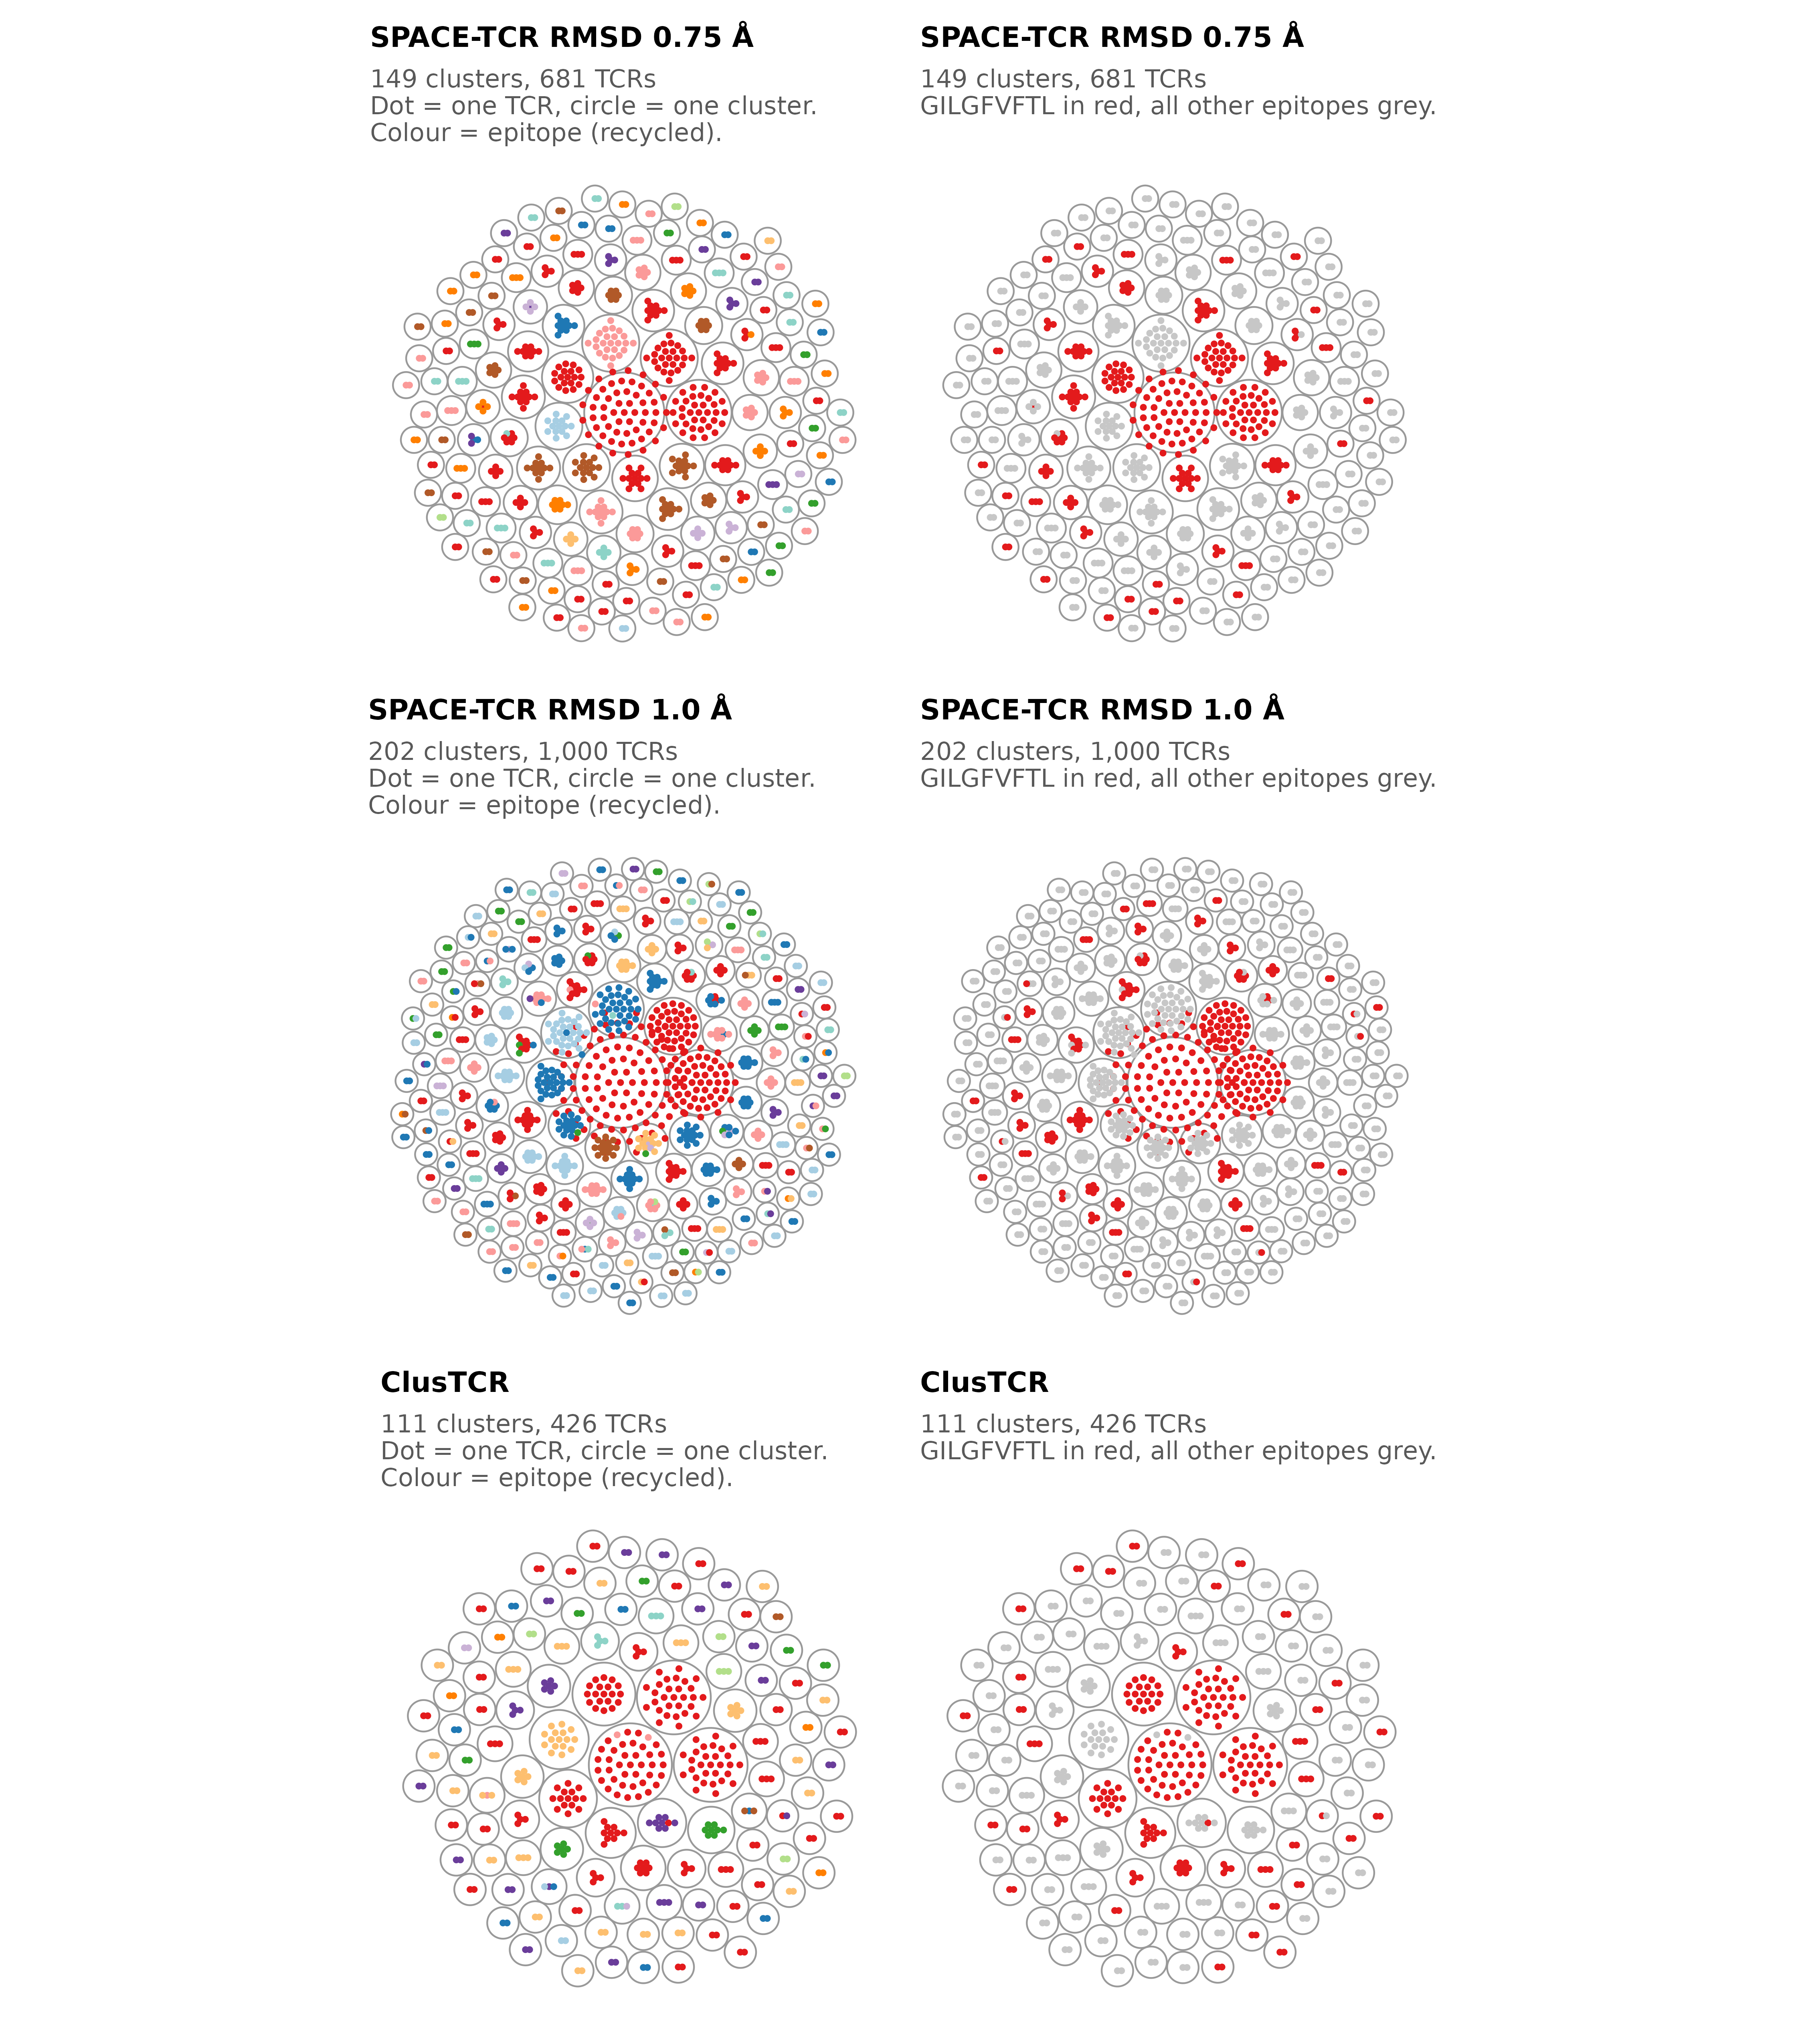 SPACE-TCR RMSD 0.75 Å
149 clusters, 681 TCRs
Dot = one TCR, circle = one cluster.
Colour = epitope (recycled).
SPACE-TCR RMSD 0.75 Å
149 clusters, 681 TCRs
GILGFVFTL in red, all other epitopes grey.
SPACE-TCR RMSD 1.0 Å
202 clusters, 1,000 TCRs
Dot = one TCR, circle = one cluster.
Colour = epitope (recycled).
SPACE-TCR RMSD 1.0 Å
202 clusters, 1,000 TCRs
GILGFVFTL in red, all other epitopes grey.
ClusTCR
111 clusters, 426 TCRs
Dot = one TCR, circle = one cluster.
Colour = epitope (recycled).
ClusTCR
111 clusters, 426 TCRs
GILGFVFTL in red, all other epitopes grey.